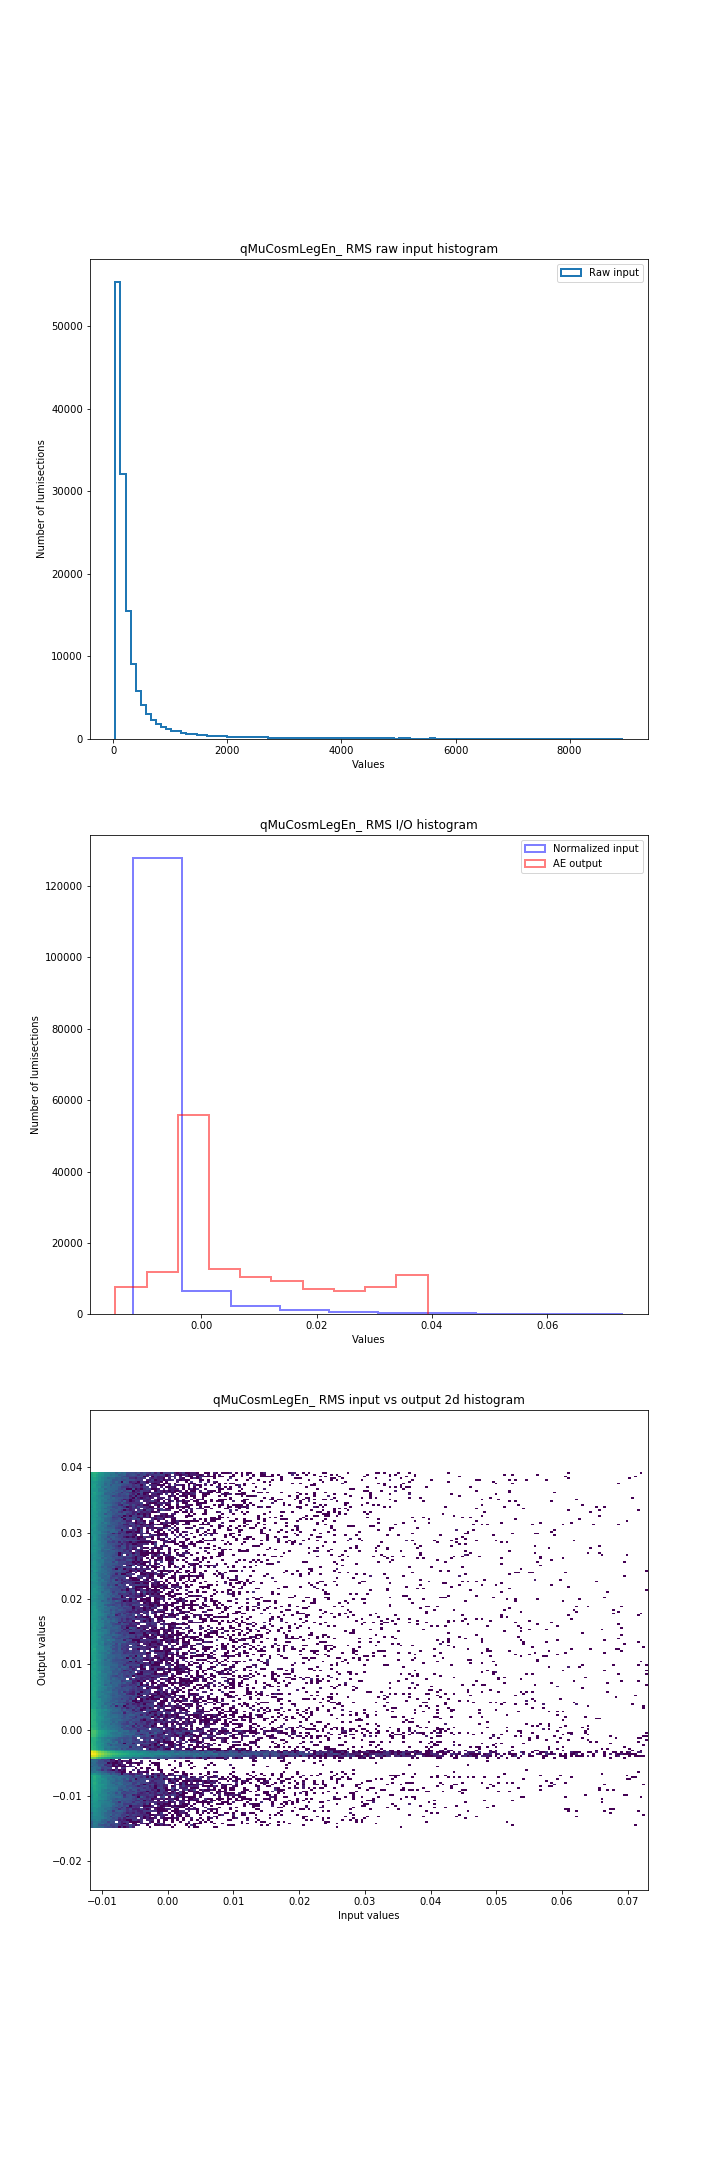 qMuCosmLegEn_ RMS raw input histogram
Raw input
50000
40000
30000
20000
10000
0
Number of lumisections
0 2000 4000 6000 8000
Values
qMuCosmLegEn_ RMS I/O histogram
Normalized input
AE output
120000
100000
80000
60000
40000
20000
0
Number of lumisections
0.00 0.02 0.04 0.06
Values
qMuCosmLegEn_ RMS input vs output 2d histogram
0.04
0.03
0.02
0.01
0.00
−0.01
−0.02
Output values
−0.01 0.00 0.01 0.02 0.03 0.04 0.05 0.06 0.07
Input values